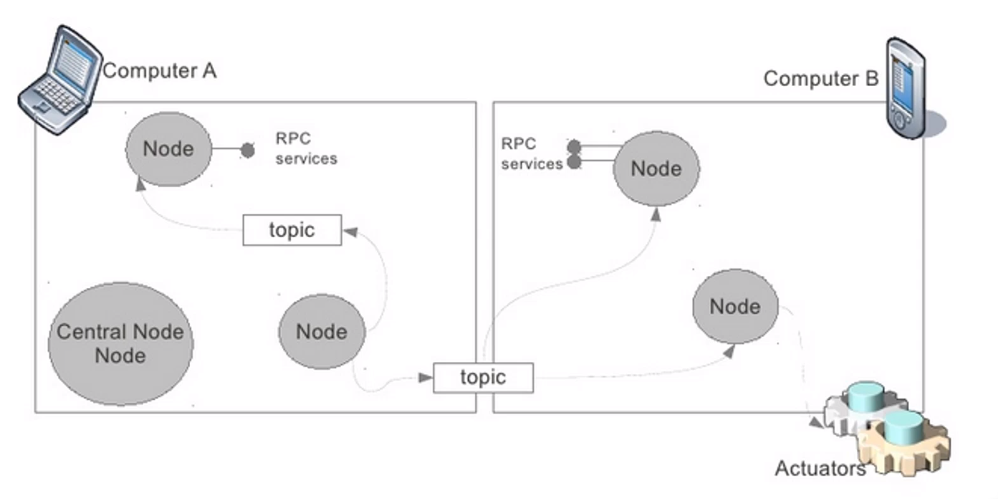 Computer A
Computer B
Node
RPC
services
RPC
services
Node
topic
Central Node
Node
Node
Node
topic
Actuators